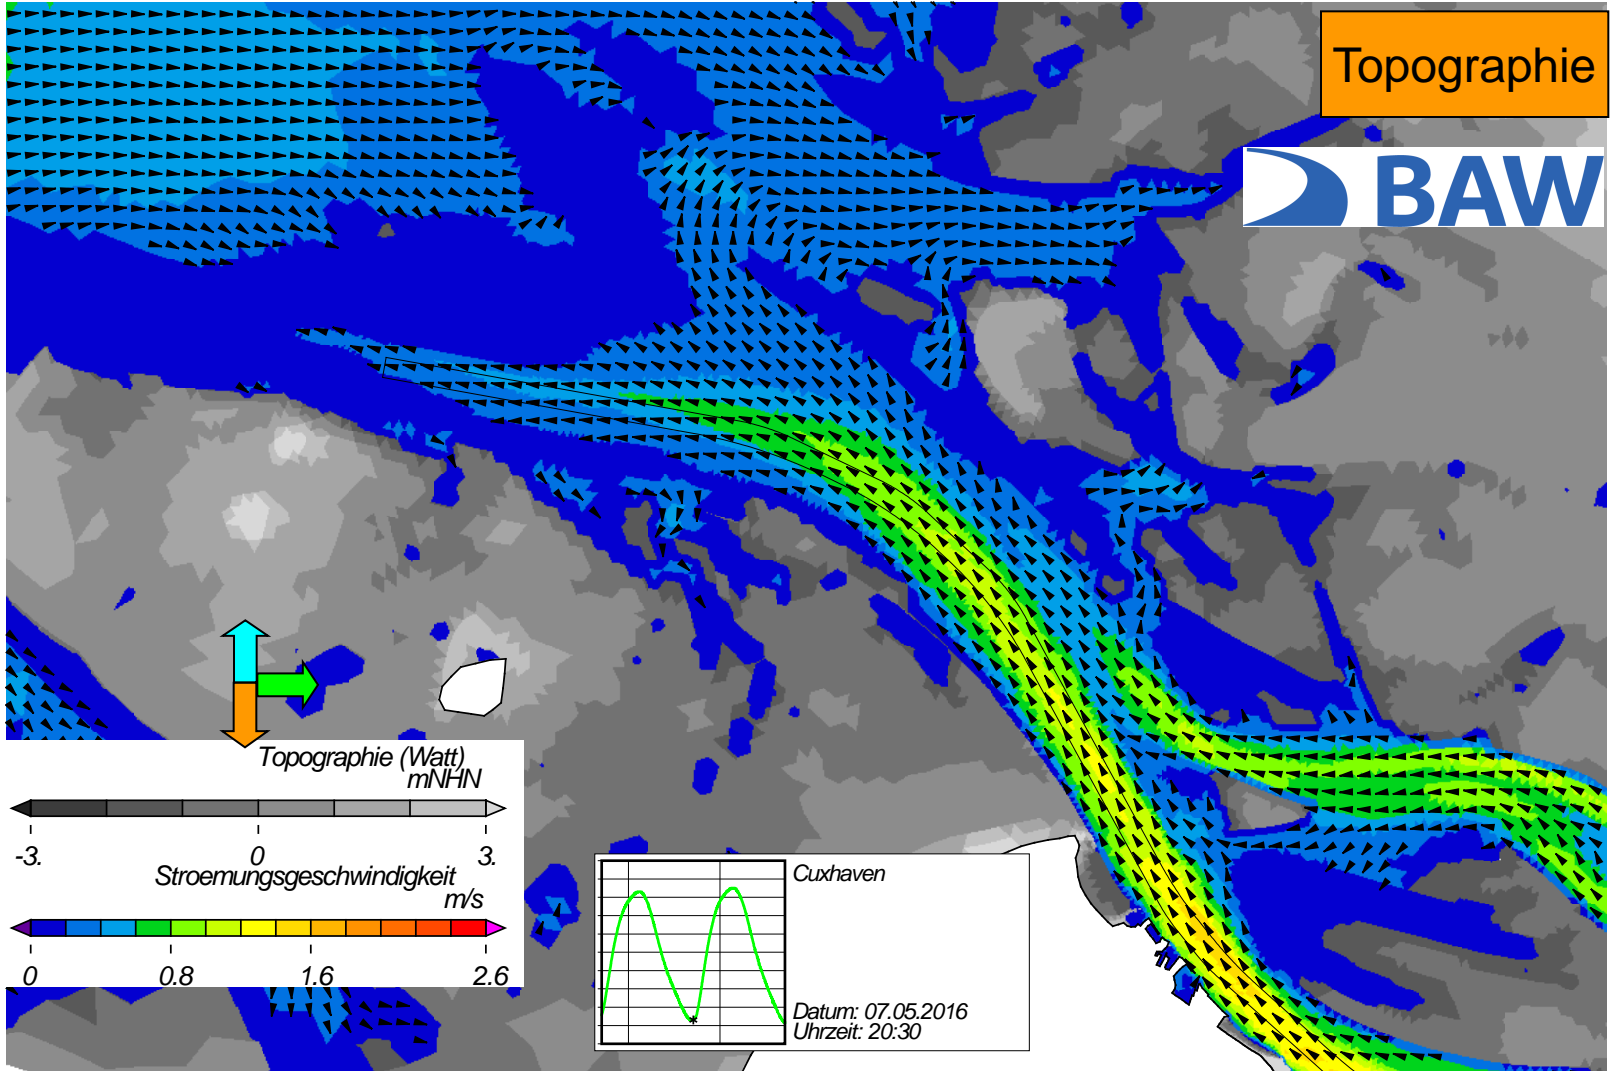 Topographie
BAW
Topographie (Watt)
mNHN
-3. 0 3.
Stroemungsgeschwindigkeit
m/s
0 0.8 1.6 2.6
Cuxhaven
Datum: 07.05.2016
Uhrzeit: 20:30